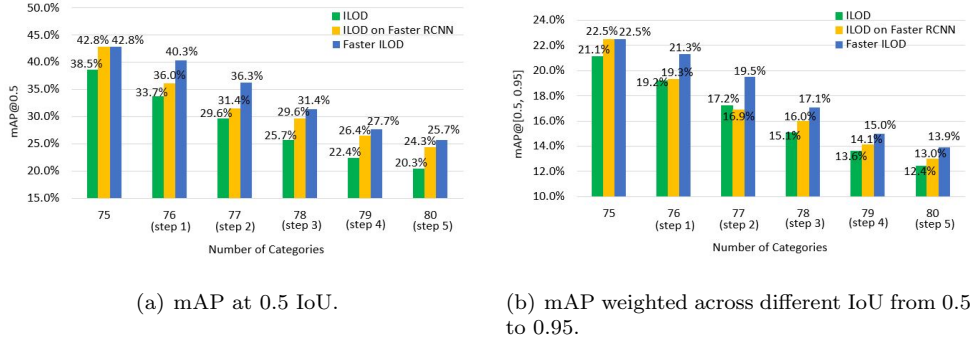 50.0%
45.0%
40.0%
35.0%
30.0%
25.0%
20.0%
15.0%
mAP@0.5
ILOD
ILOD on Faster RCNN
Faster ILOD
38.5%
42.8%
42.8%
33.7%
36.0%
40.3%
29.6%
31.4%
36.3%
25.7%
29.6%
31.4%
22.4%
26.4%
27.7%
20.3%
24.3%
25.7%
75
76
(step 1)
77
(step 2)
78
(step 3)
79
(step 4)
80
(step 5)
Number of Categories
(a) mAP at 0.5 IoU.
24.0%
22.0%
20.0%
18.0%
16.0%
14.0%
12.0%
10.0%
mAP@[0.5, 0.95]
ILOD
ILOD on Faster RCNN
Faster ILOD
21.1%
22.5%
22.5%
19.2%
19.3%
21.3%
17.2%
16.9%
19.5%
15.1%
16.0%
17.1%
13.6%
14.1%
15.0%
12.4%
13.0%
13.9%
75
76
(step 1)
77
(step 2)
78
(step 3)
79
(step 4)
80
(step 5)
Number of Categories
(b) mAP weighted across different IoU from 0.5
to 0.95.